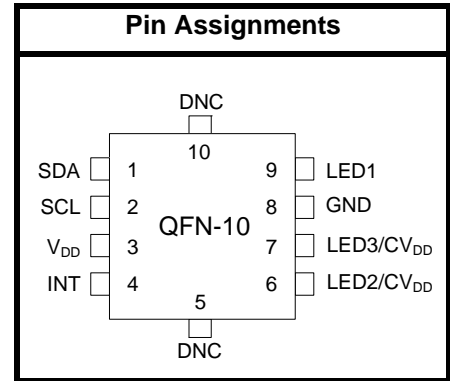 Pin Assignments
DNC
10
SDA 1 9 LED1
SCL 2 8 GND
QFN-10
VDD 3 7 LED3/CVDD
INT 4 6 LED2/CVDD
5
DNC